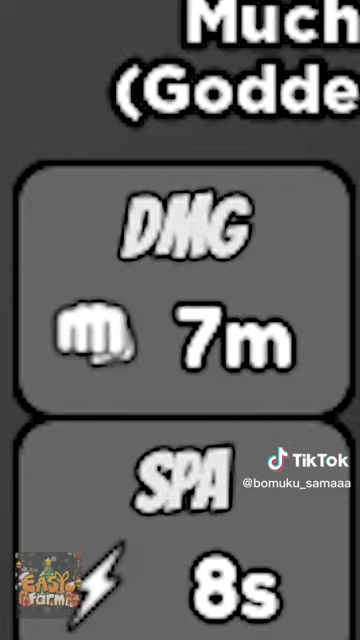 Much
(Godde
DMG
7m
SPA
TikTok
@bomuku_samaaa
EASY
farm
8s